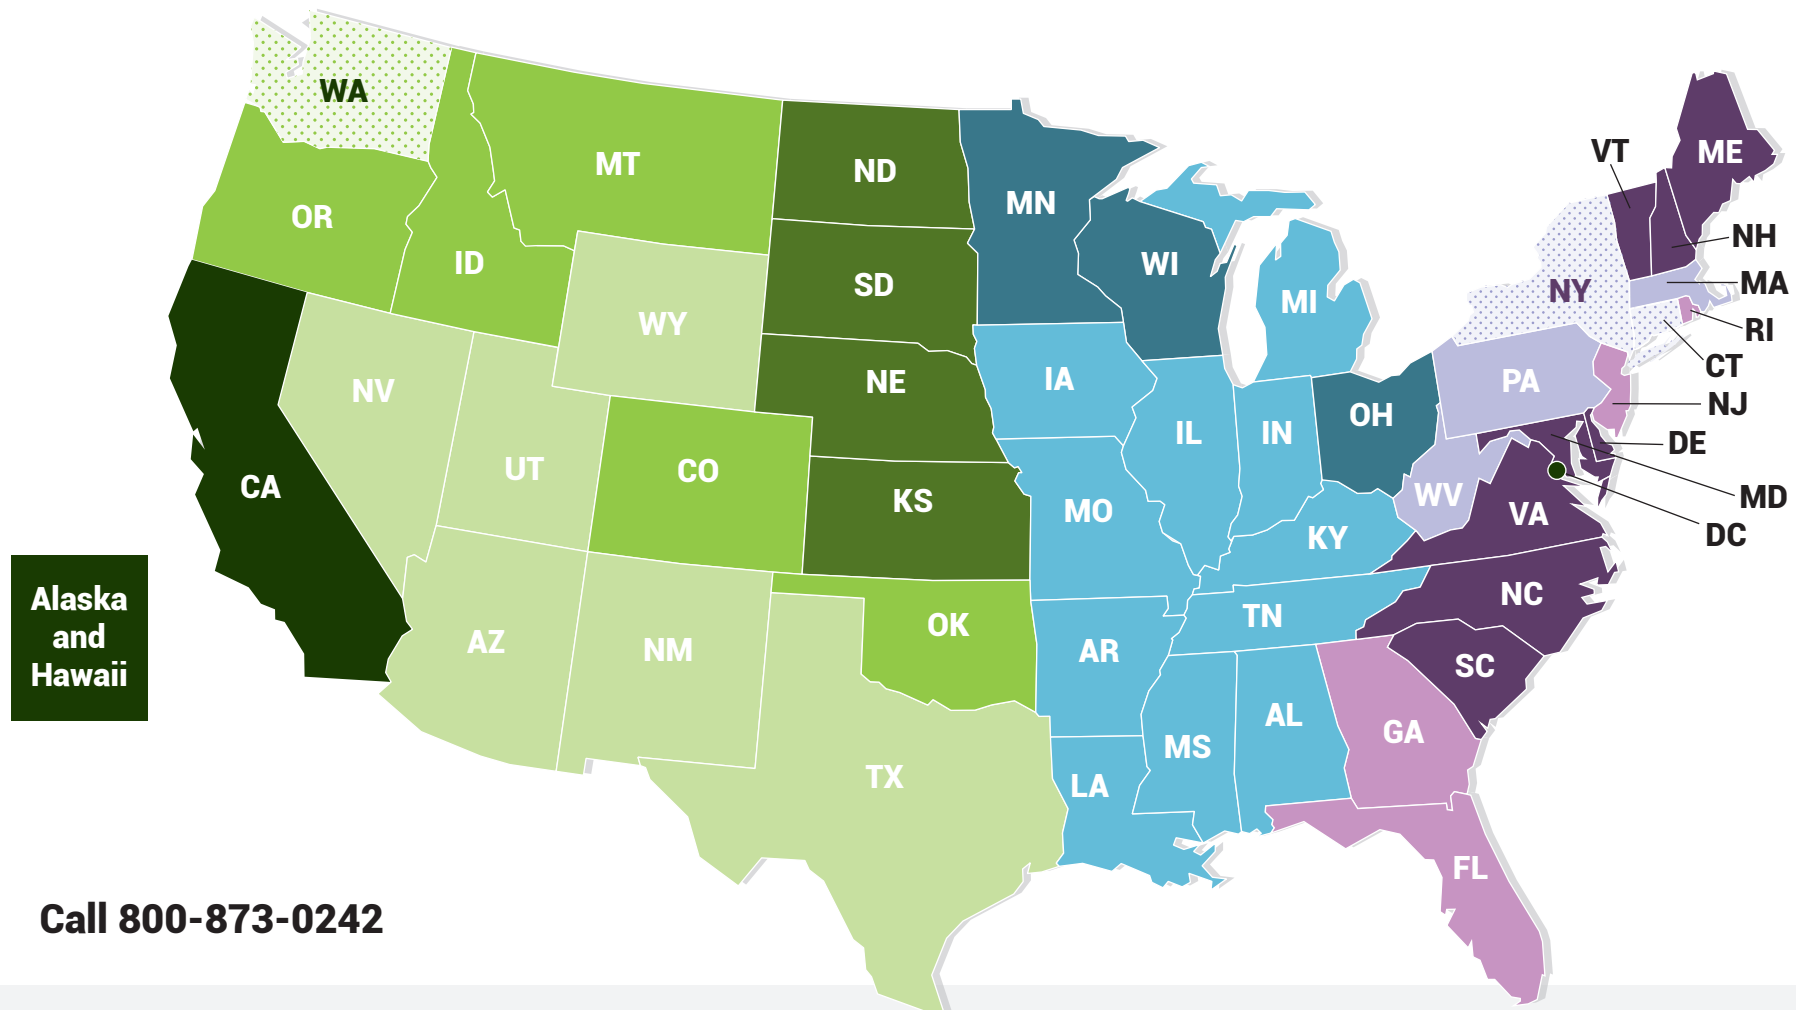 WA
MT
ND
MN
VT
ME
OR
ID
SD
WI
NH
MI
NY
MA
WY
RI
NV
NE
IA
PA
CT
NJ
UT
CO
KS
IL
IN
OH
DE
CA
MO
KY
WV
VA
MD
DC
Alaska
and
Hawaii
AZ
NM
OK
AR
TN
NC
SC
TX
LA
MS
AL
GA
FL
Call 800-873-0242